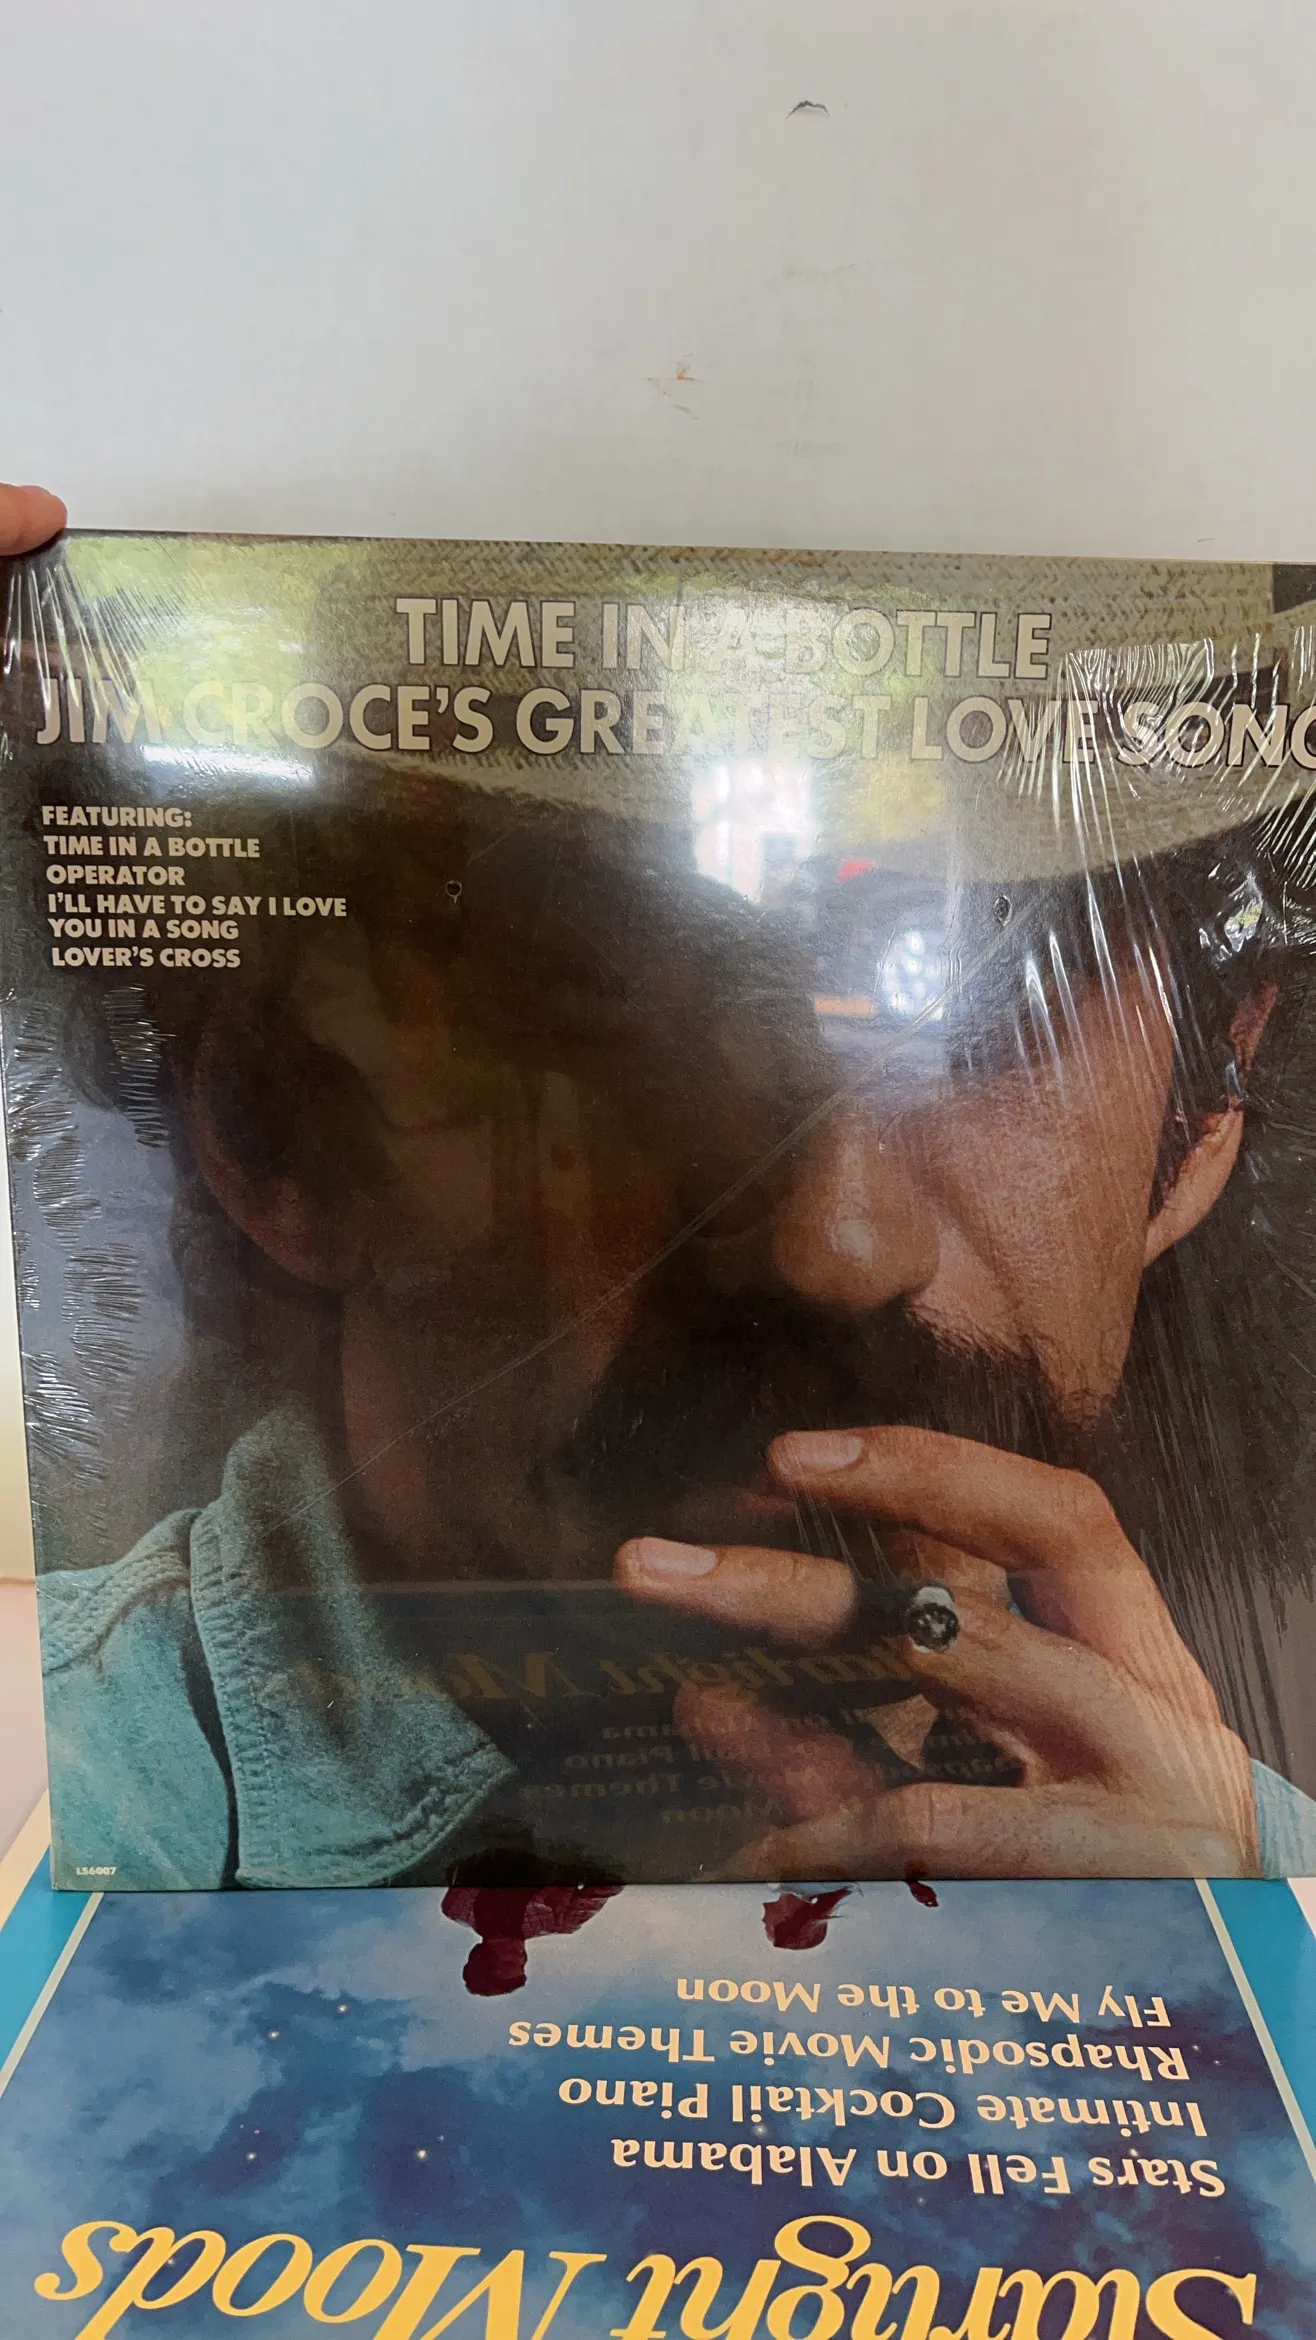 TIME IN A BOTTLE
JIM CROCE'S GREATEST LOVE SONG
FEATURING:
TIME IN A BOTTLE
OPERATOR
I'LL HAVE TO SAY I LOVE
YOU IN A SONG
LOVER'S CROSS
LS6007
Starlight Moods
Stars Fell on Alabama
Intimate Cocktail Piano
Rhapsodic Movie Themes
Fly Me to the Moon